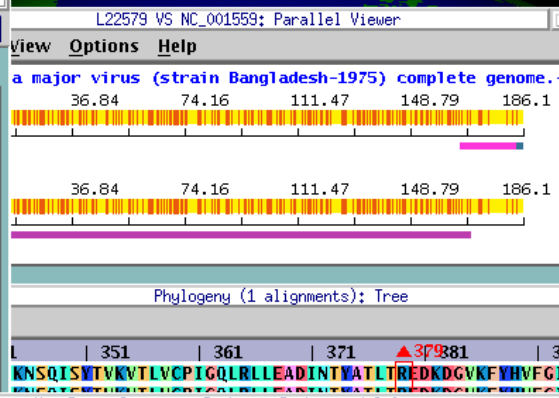 L22579 VS NC_001559: Parallel Viewer
View Options Help
a major virus (strain Bangladesh-1975) complete genome.
36.84 74.16 111.47 148.79 186.1
36.84 74.16 111.47 148.79 186.1
Phylogeny (1 alignments): Tree
1 | 351 | 361 | 371 379 | 381 | 3
KNSQISYTVKVTLVCPIGQLRLLEADINTYATLTREDKDGVKFYHVFG